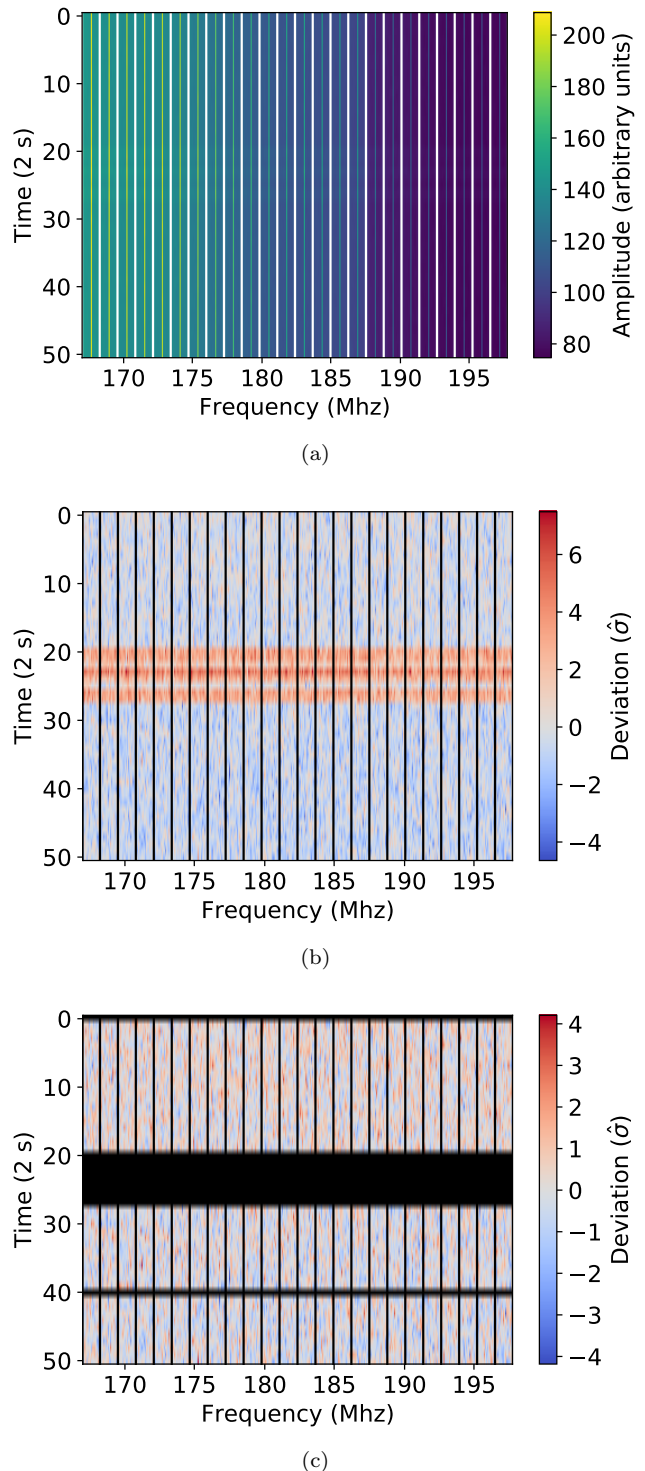 0
10
20
30
40
50
Time (2 s)
170 175 180 185 190 195
Frequency (Mhz)
200
180
160
140
120
100
80
Amplitude (arbitrary units)
(a)
0
10
20
30
40
50
Time (2 s)
170 175 180 185 190 195
Frequency (Mhz)
6
4
2
0
−2
−4
Deviation (σ̂)
(b)
0
10
20
30
40
50
Time (2 s)
170 175 180 185 190 195
Frequency (Mhz)
4
3
2
1
0
−1
−2
−3
−4
Deviation (σ̂)
(c)